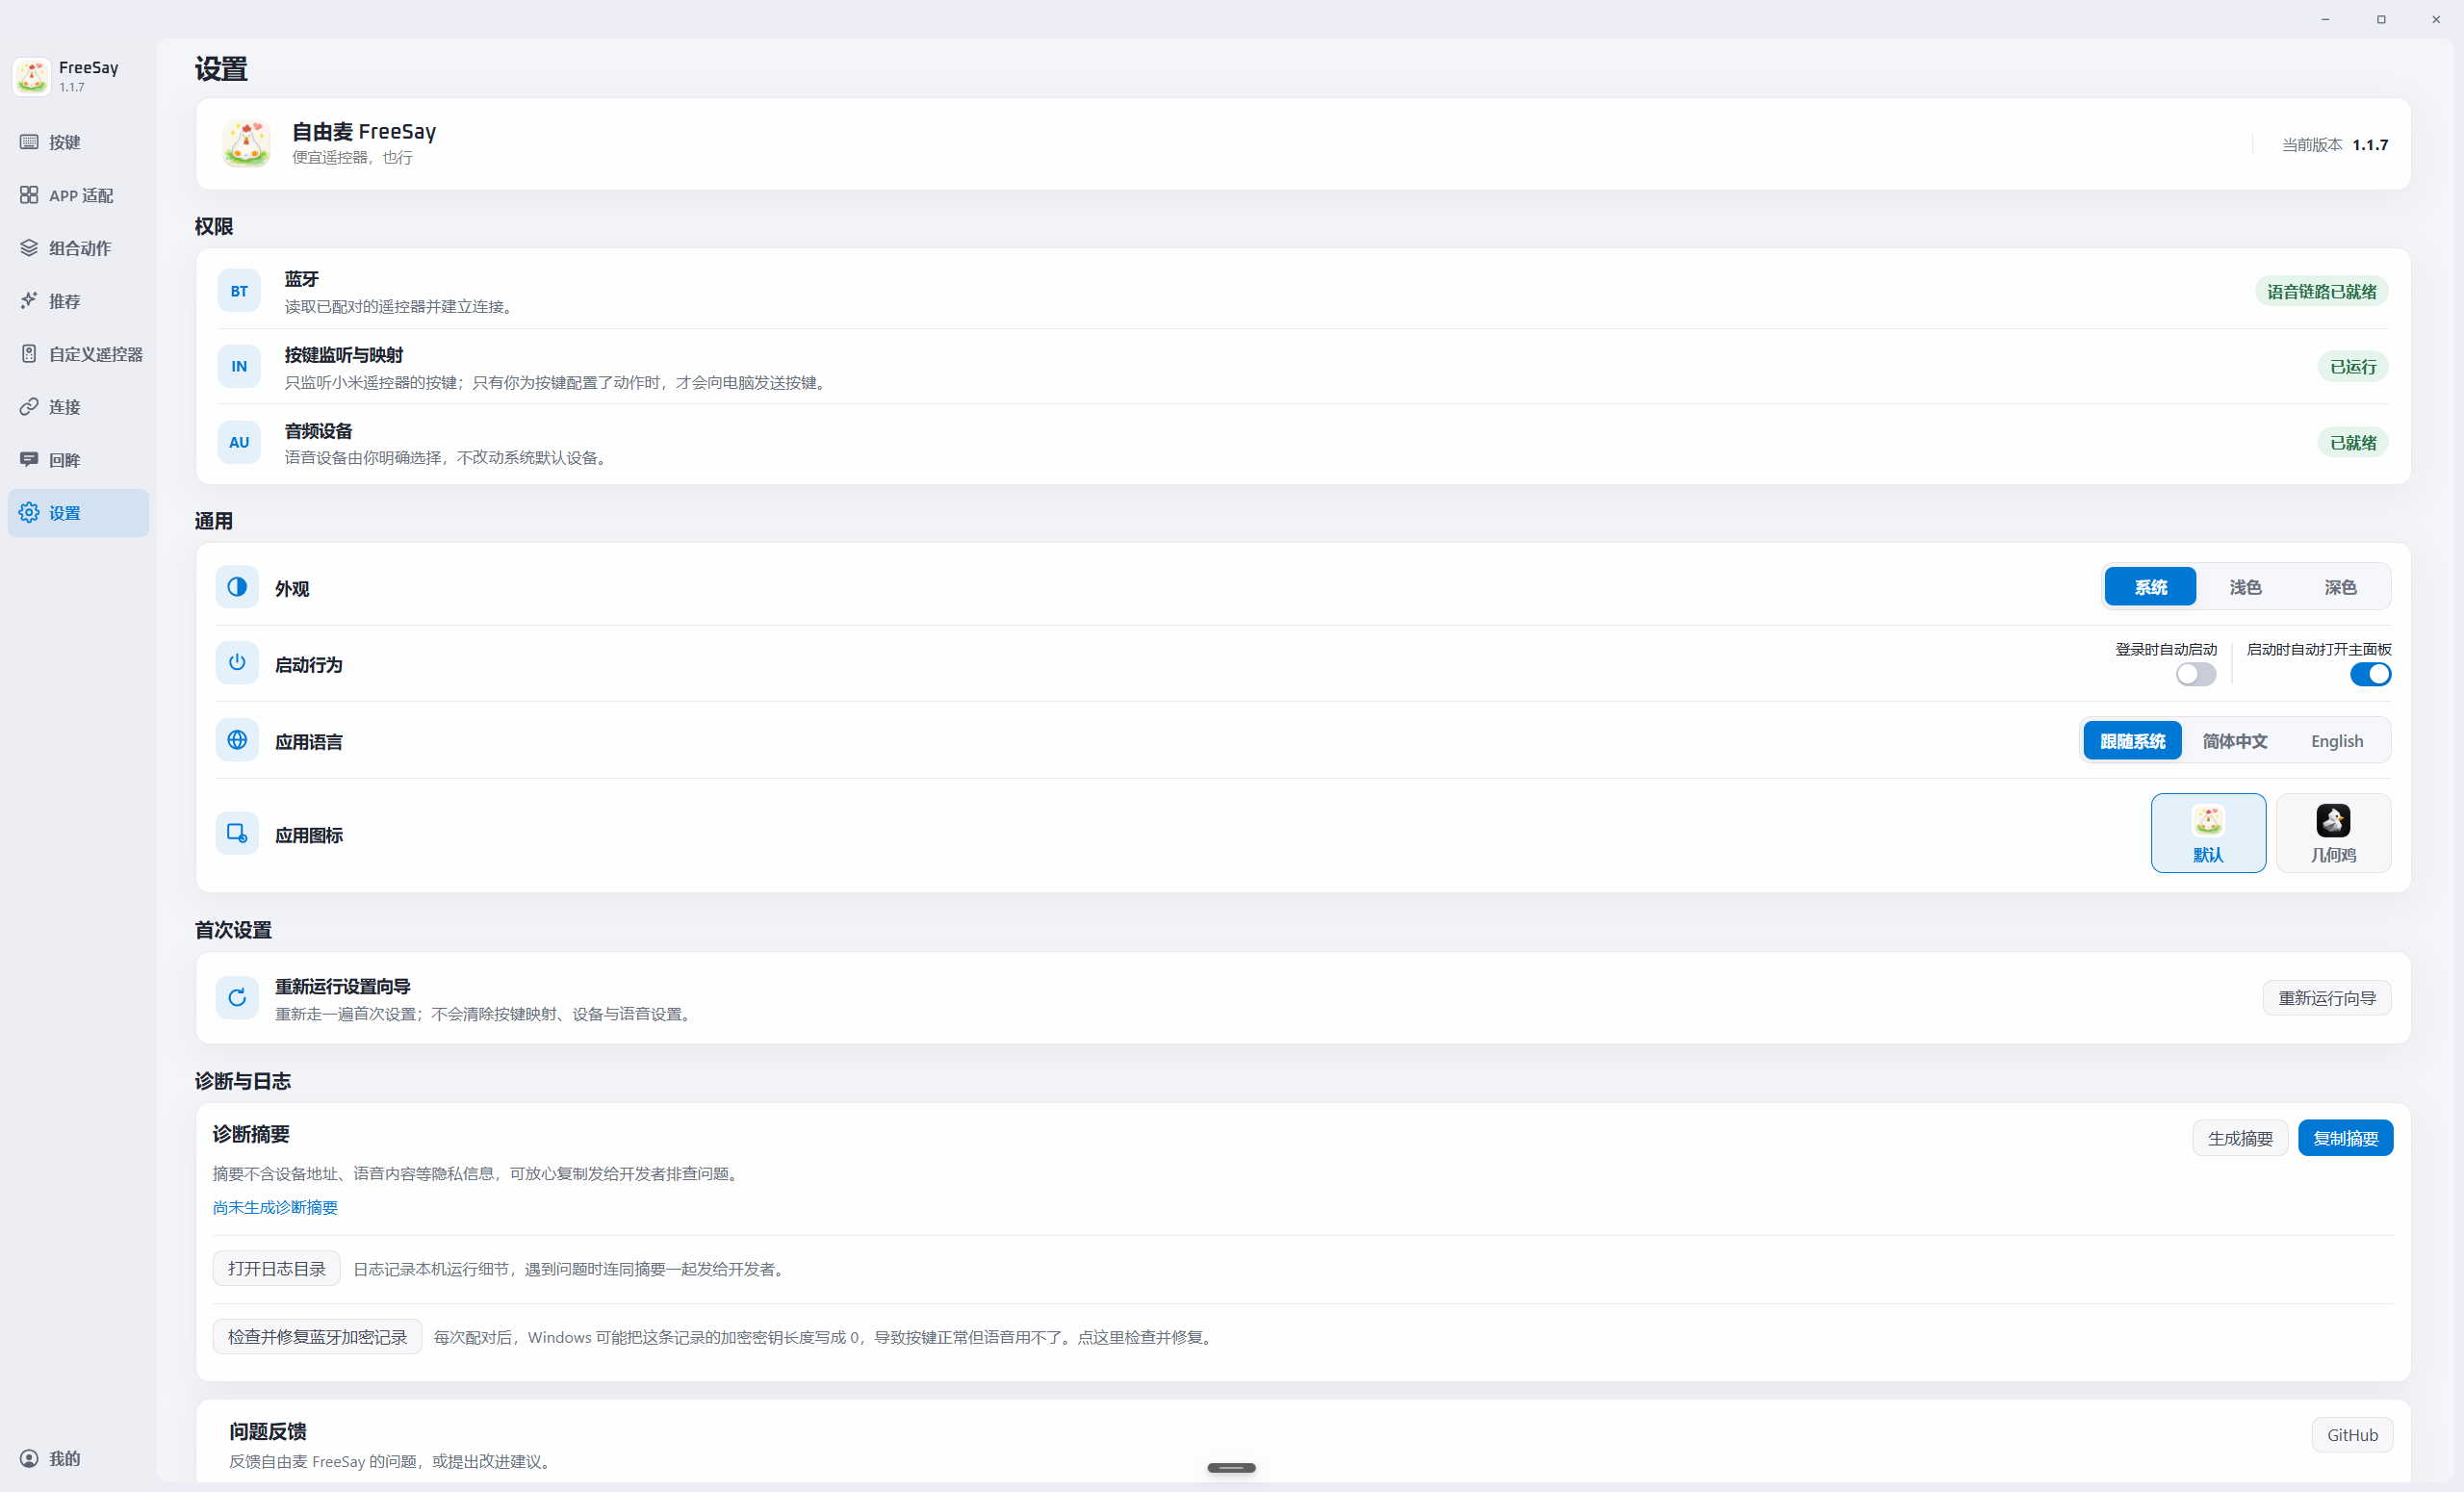 FreeSay
1.1.7
按键
APP 适配
组合动作
推荐
自定义遥控器
连接
回眸
设置
我的
设置
自由麦 FreeSay
便宜遥控器，也行
当前版本 1.1.7
权限
BT
蓝牙
读取已配对的遥控器并建立连接。
语音链路已就绪
IN
按键监听与映射
只监听小米遥控器的按键；只有你为按键配置了动作时，才会向电脑发送按键。
已运行
AU
音频设备
语音设备由你明确选择，不改动系统默认设备。
已就绪
通用
外观
系统 浅色 深色
启动行为
登录时自动启动
启动时自动打开主面板
应用语言
跟随系统 简体中文 English
应用图标
默认
几何鸡
首次设置
重新运行设置向导
重新走一遍首次设置；不会清除按键映射、设备与语音设置。
重新运行向导
诊断与日志
诊断摘要
生成摘要 复制摘要
摘要不含设备地址、语音内容等隐私信息，可放心复制发给开发者排查问题。
尚未生成诊断摘要
打开日志目录 日志记录本机运行细节，遇到问题时连同摘要一起发给开发者。
检查并修复蓝牙加密记录 每次配对后，Windows 可能把这条记录的加密密钥长度写成 0，导致按键正常但语音用不了。点这里检查并修复。
问题反馈
反馈自由麦 FreeSay 的问题，或提出改进建议。
GitHub